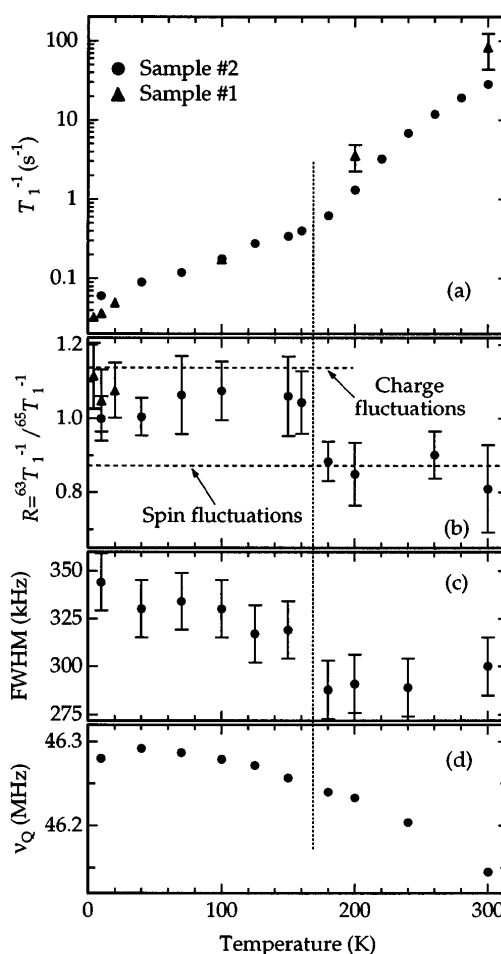 100
10
1
0.1
T₁⁻¹ (s⁻¹)
● Sample #2
▲ Sample #1
(a)
1.2
1.0
0.8
R=⁶³T₁⁻¹/⁶⁵T₁⁻¹
Charge
fluctuations
Spin fluctuations
(b)
350
325
300
275
FWHM (kHz)
(c)
46.3
46.2
ν_Q
(MHz)
(d)
0 100 200 300
Temperature (K)